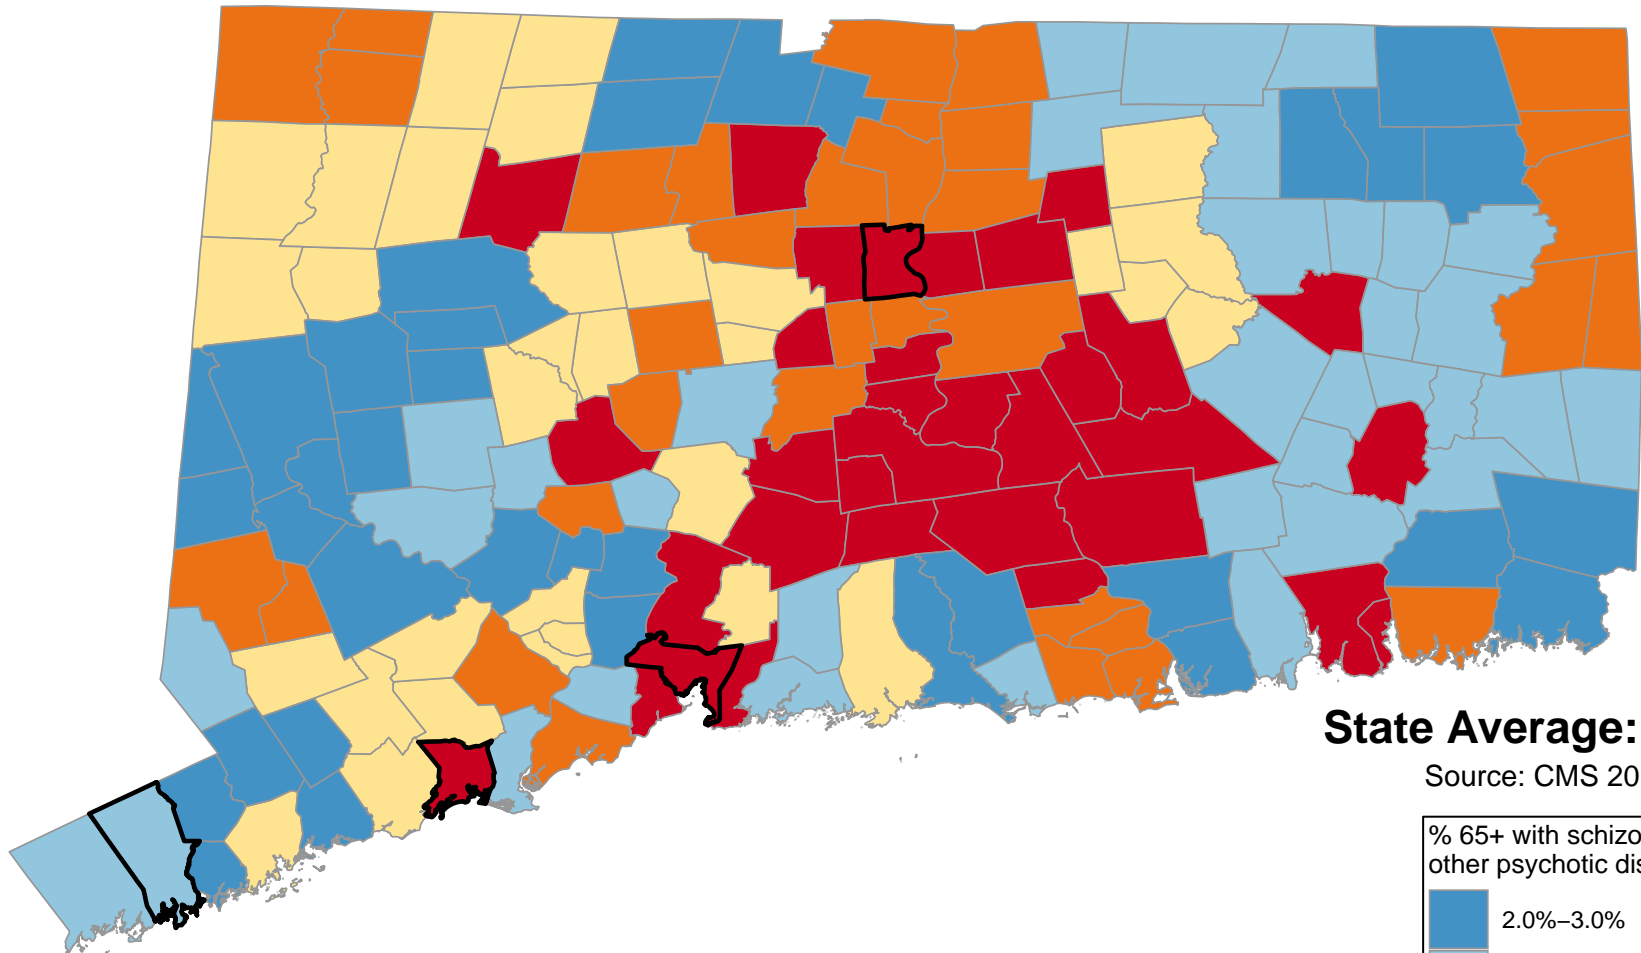 State Average:
Source: CMS 20
% 65+ with schizo
other psychotic dis
2.0%–3.0%